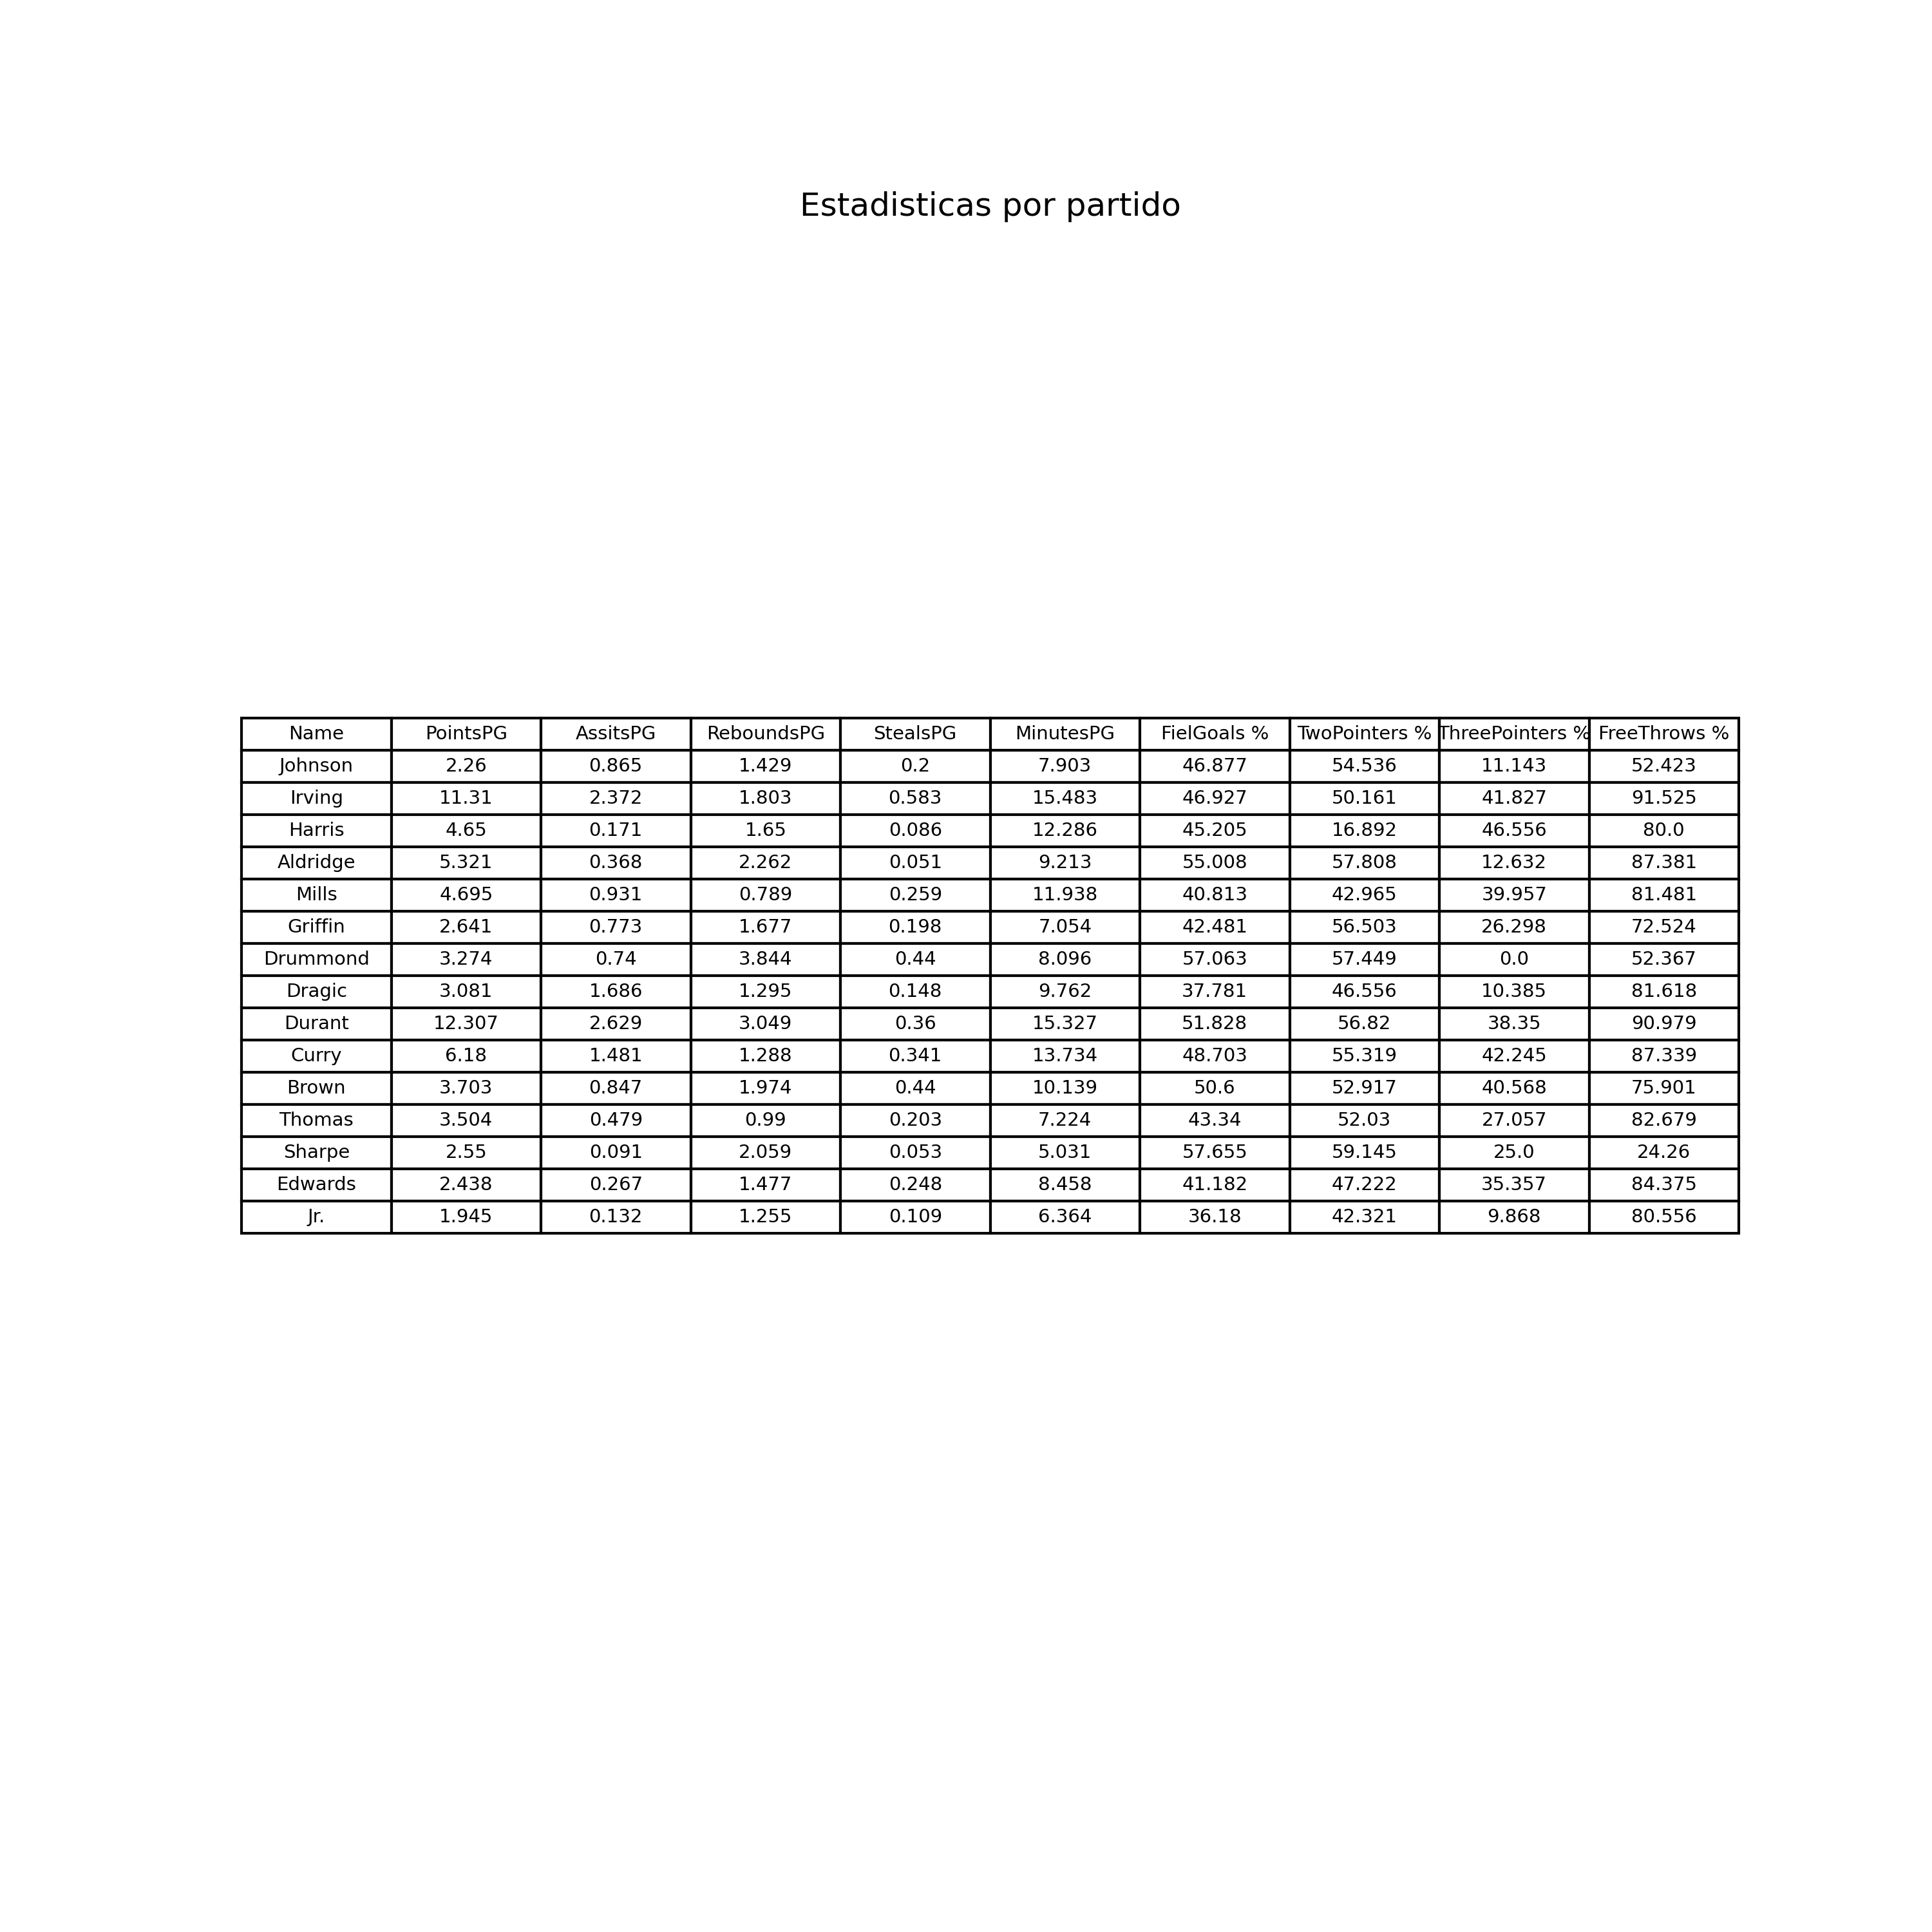 Estadisticas por partido
Name PointsPG AssitsPG ReboundsPG StealsPG MinutesPG FielGoals % TwoPointers % ThreePointers % FreeThrows %
Johnson 2.26 0.865 1.429 0.2 7.903 46.877 54.536 11.143 52.423
Irving 11.31 2.372 1.803 0.583 15.483 46.927 50.161 41.827 91.525
Harris 4.65 0.171 1.65 0.086 12.286 45.205 16.892 46.556 80.0
Aldridge 5.321 0.368 2.262 0.051 9.213 55.008 57.808 12.632 87.381
Mills 4.695 0.931 0.789 0.259 11.938 40.813 42.965 39.957 81.481
Griffin 2.641 0.773 1.677 0.198 7.054 42.481 56.503 26.298 72.524
Drummond 3.274 0.74 3.844 0.44 8.096 57.063 57.449 0.0 52.367
Dragic 3.081 1.686 1.295 0.148 9.762 37.781 46.556 10.385 81.618
Durant 12.307 2.629 3.049 0.36 15.327 51.828 56.82 38.35 90.979
Curry 6.18 1.481 1.288 0.341 13.734 48.703 55.319 42.245 87.339
Brown 3.703 0.847 1.974 0.44 10.139 50.6 52.917 40.568 75.901
Thomas 3.504 0.479 0.99 0.203 7.224 43.34 52.03 27.057 82.679
Sharpe 2.55 0.091 2.059 0.053 5.031 57.655 59.145 25.0 24.26
Edwards 2.438 0.267 1.477 0.248 8.458 41.182 47.222 35.357 84.375
Jr. 1.945 0.132 1.255 0.109 6.364 36.18 42.321 9.868 80.556